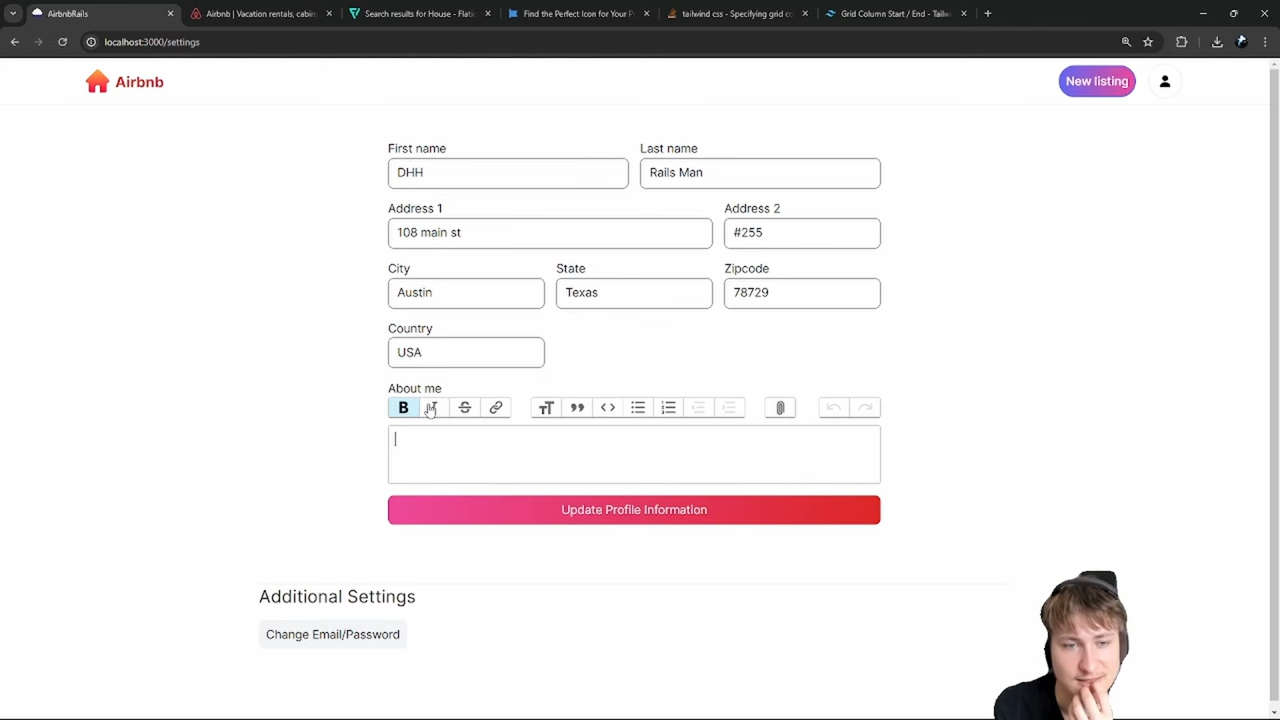 AirbnbRails
Airbnb | Vacation rentals, cabin
Search results for House - Flati
Find the Perfect Icon for Your P
tailwind css - Specifying grid co
Grid Column Start / End - Tailw
localhost:3000/settings
Airbnb
New listing
First name
Last name
DHH
Rails Man
Address 1
Address 2
108 main st
#255
City
State
Zipcode
Austin
Texas
78729
Country
USA
About me
B
Update Profile Information
Additional Settings
Change Email/Password